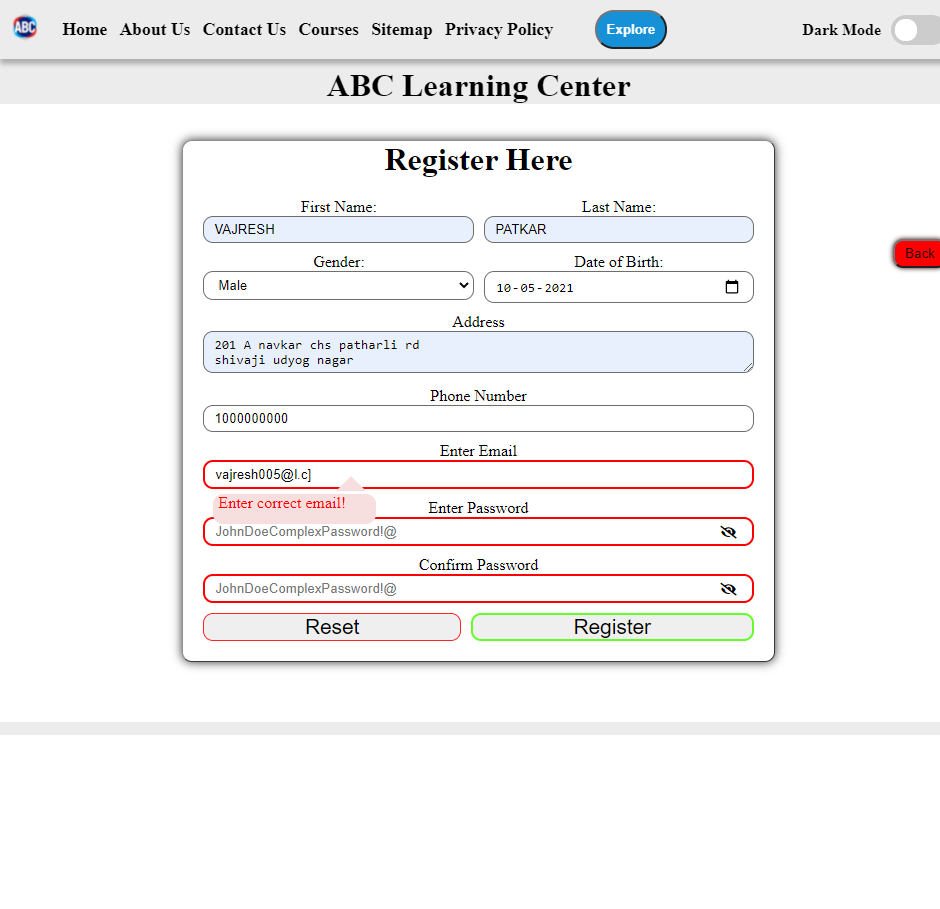 ABC Home About Us Contact Us Courses Sitemap Privacy Policy Explore Dark Mode
ABC Learning Center
Register Here
First Name: Last Name:
VAJRESH PATKAR
Back
Gender: Date of Birth:
Male 10-05-2021
Address
201 A navkar chs patharli rd
shivaji udyog nagar
Phone Number
1000000000
Enter Email
vajresh005@l.c]
Enter correct email!
Enter Password
JohnDoeComplexPassword!@
Confirm Password
JohnDoeComplexPassword!@
Reset Register